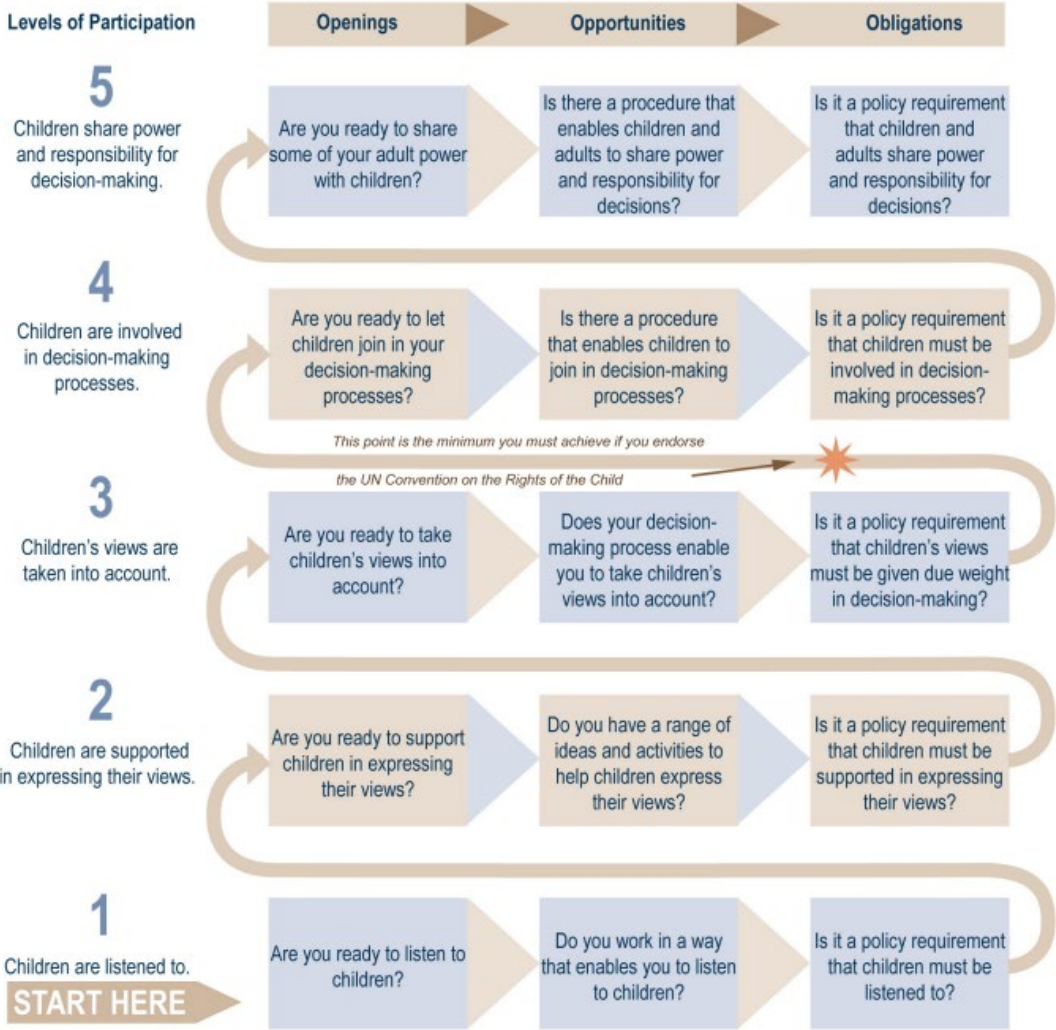 Levels of Participation
Openings
Opportunities
Obligations
5
Children share power
and responsibility for
decision-making.
Are you ready to share
some of your adult power
with children?
Is there a procedure that
enables children and
adults to share power
and responsibility for
decisions?
Is it a policy requirement
that children and
adults share power
and responsibility for
decisions?
4
Children are involved
in decision-making
processes.
Are you ready to let
children join in your
decision-making
processes?
Is there a procedure
that enables children to
join in decision-making
processes?
Is it a policy requirement
that children must be
involved in decision-
making processes?
This point is the minimum you must achieve if you endorse
the UN Convention on the Rights of the Child
3
Children's views are
taken into account.
Are you ready to take
children's views into
account?
Does your decision-
making process enable
you to take children's
views into account?
Is it a policy requirement
that children's views
must be given due weight
in decision-making?
2
Children are supported
in expressing their views.
Are you ready to support
children in expressing
their views?
Do you have a range of
ideas and activities to
help children express
their views?
Is it a policy requirement
that children must be
supported in expressing
their views?
1
Children are listened to.
START HERE
Are you ready to listen to
children?
Do you work in a way
that enables you to listen
to children?
Is it a policy requirement
that children must be
listened to?